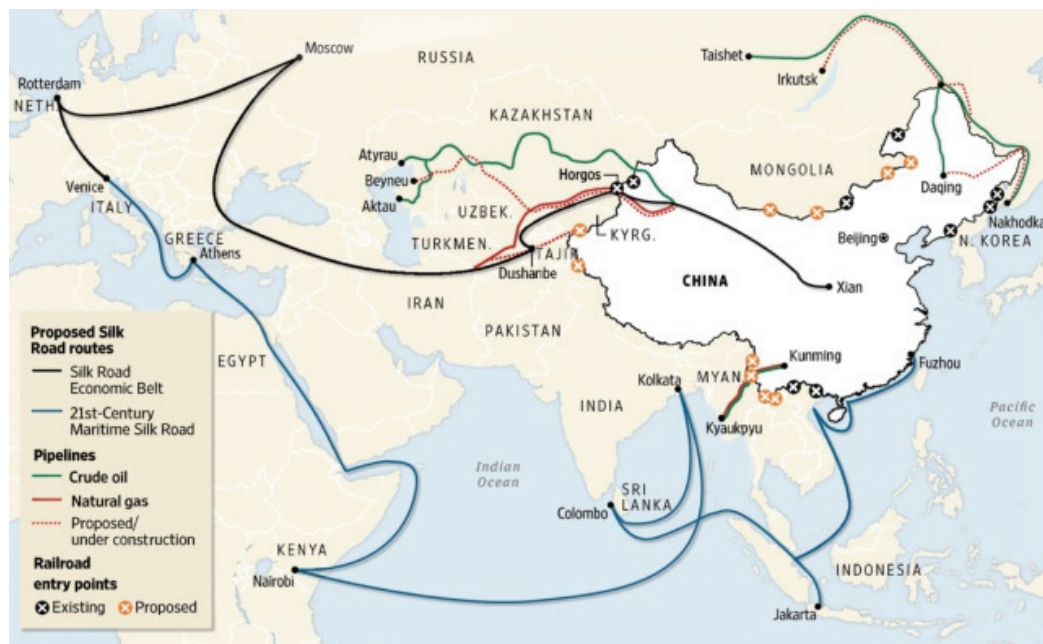 Moscow
RUSSIA
Taishet
Irkutsk
Rotterdam
NETH.
KAZAKHSTAN
Atyrau
Horgos
MONGOLIA
Beyneu
Venice
ITALY
Aktau
UZBEK.
Daqing
Nakhodka
GREECE
Athens
TURKMEN.
KYRG.
TAJIK.
Beijing
N. KOREA
Dushanbe
CHINA
Xian
IRAN
PAKISTAN
Proposed Silk
Road routes
Silk Road
Economic Belt
21st-Century
Maritime Silk Road
Pipelines
Crude oil
Natural gas
Proposed/
under construction
Railroad
entry points
Existing
Proposed
EGYPT
Kunming
Fuzhou
Kolkata
MYAN.
INDIA
Kyaukpyu
Pacific
Ocean
Indian
Ocean
SRI
LANKA
Colombo
KENYA
Nairobi
INDONESIA
Jakarta